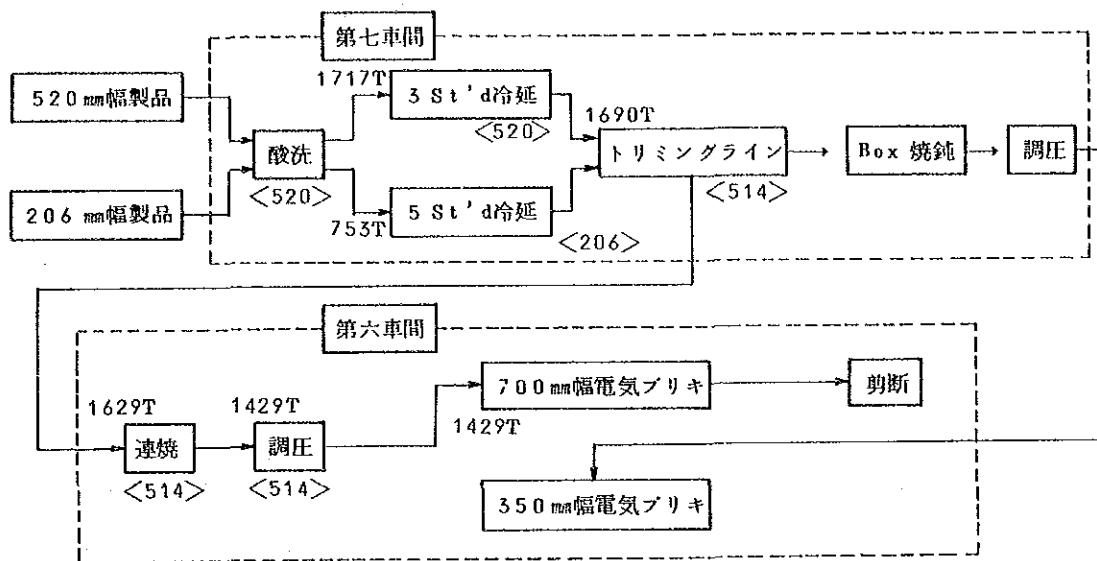 第七車間
520mm幅製品
206mm幅製品
酸洗
<520>
1717T
3 St'd冷延
<520>
753T
5 St'd冷延
<206>
1690T
トリミングライン
<514>
Box 焼鈍
調圧
第六車間
1629T
連焼
<514>
1429T
調圧
<514>
700mm幅電気ブリキ
1429T
剪断
350mm幅電気ブリキ